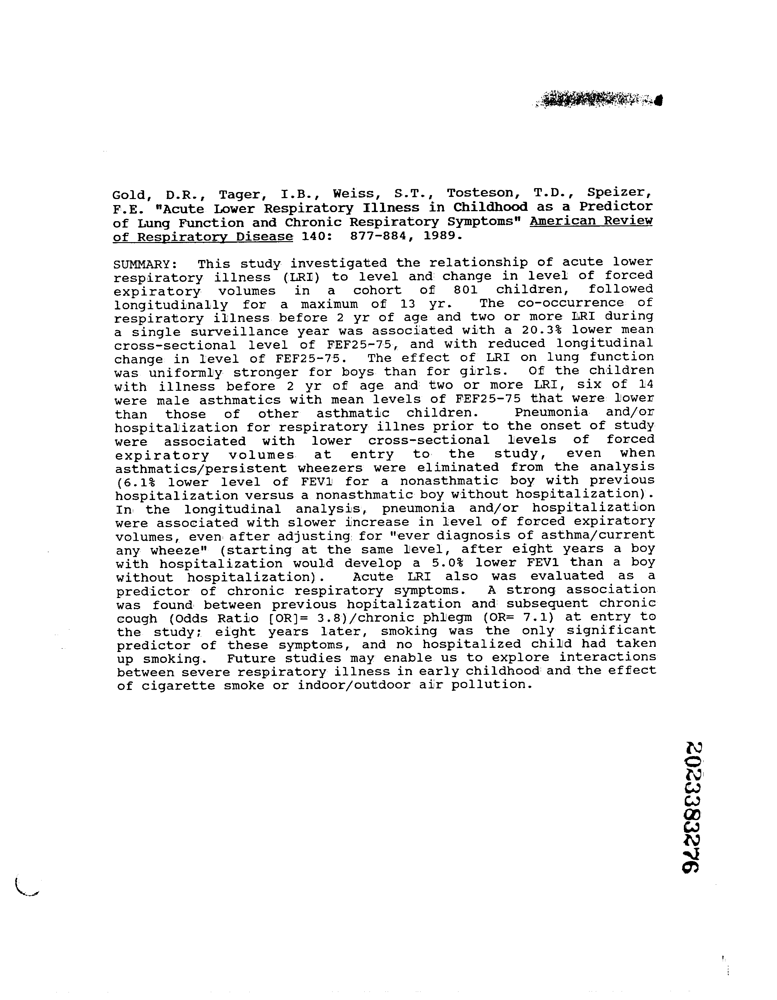 Gold, D.R., Tager, I.B., Weiss, S.T., Tosteson, T.D., Speizer,
F.E. "Acute Lower Respiratory Illness in Childhood as a Predictor
of Lung Function and Chronic Respiratory Symptoms" American Review
of Respiratory Disease 140: 877-884, 1989.
SUMMARY: This study investigated the relationship of acute lower
respiratory illness (LRI) to level and change in level of forced
expiratory volumes in a cohort of 801 children, followed
longitudinally for a maximum of 13 yr. The co-occurrence of
respiratory illness before 2 yr of age and two or more LRI during
a single surveillance year was associated with a 20.3% lower mean
cross-sectional level of FEF25-75, and with reduced longitudinal
change in level of FEF25-75. The effect of LRI on lung function
was uniformly stronger for boys than for girls. Of the children
with illness before 2 yr of age and two or more LRI, six of 14
were male asthmatics with mean levels of FEF25-75 that were lower
than those of other asthmatic children. Pneumonia and/or
hospitalization for respiratory illnes prior to the onset of study
were associated with lower cross-sectional levels of forced
expiratory volumes at entry to the study, even when
asthmatics/persistent wheezers were eliminated from the analysis
(6.1% lower level of FEV1 for a nonasthmatic boy with previous
hospitalization versus a nonasthmatic boy without hospitalization).
In the longitudinal analysis, pneumonia and/or hospitalization
were associated with slower increase in level of forced expiratory
volumes, even after adjusting for "ever diagnosis of asthma/current
any wheeze" (starting at the same level, after eight years a boy
with hospitalization would develop a 5.0% lower FEV1 than a boy
without hospitalization). Acute LRI also was evaluated as a
predictor of chronic respiratory symptoms. A strong association
was found between previous hopitalization and subsequent chronic
cough (Odds Ratio [OR]= 3.8)/chronic phlegm (OR= 7.1) at entry to
the study; eight years later, smoking was the only significant
predictor of these symptoms, and no hospitalized child had taken
up smoking. Future studies may enable us to explore interactions
between severe respiratory illness in early childhood and the effect
of cigarette smoke or indoor/outdoor air pollution.
2023383276